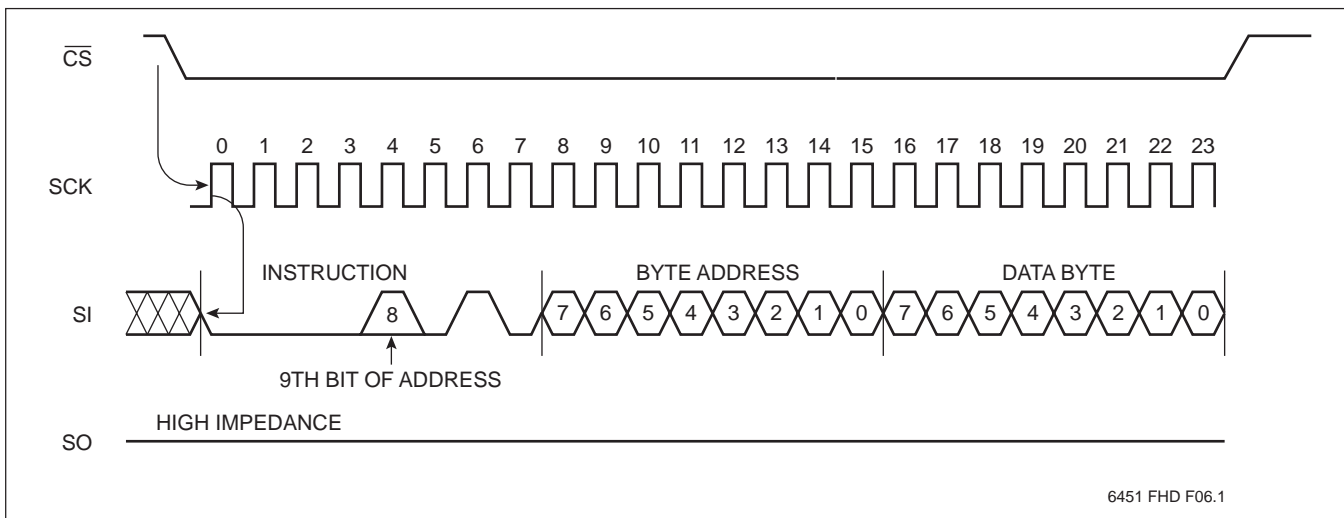 CS
0 1 2 3 4 5 6 7 8 9 10 11 12 13 14 15 16 17 18 19 20 21 22 23
SCK
INSTRUCTION BYTE ADDRESS DATA BYTE
SI 8 7 6 5 4 3 2 1 0 7 6 5 4 3 2 1 0
9TH BIT OF ADDRESS
HIGH IMPEDANCE
SO
6451 FHD F06.1